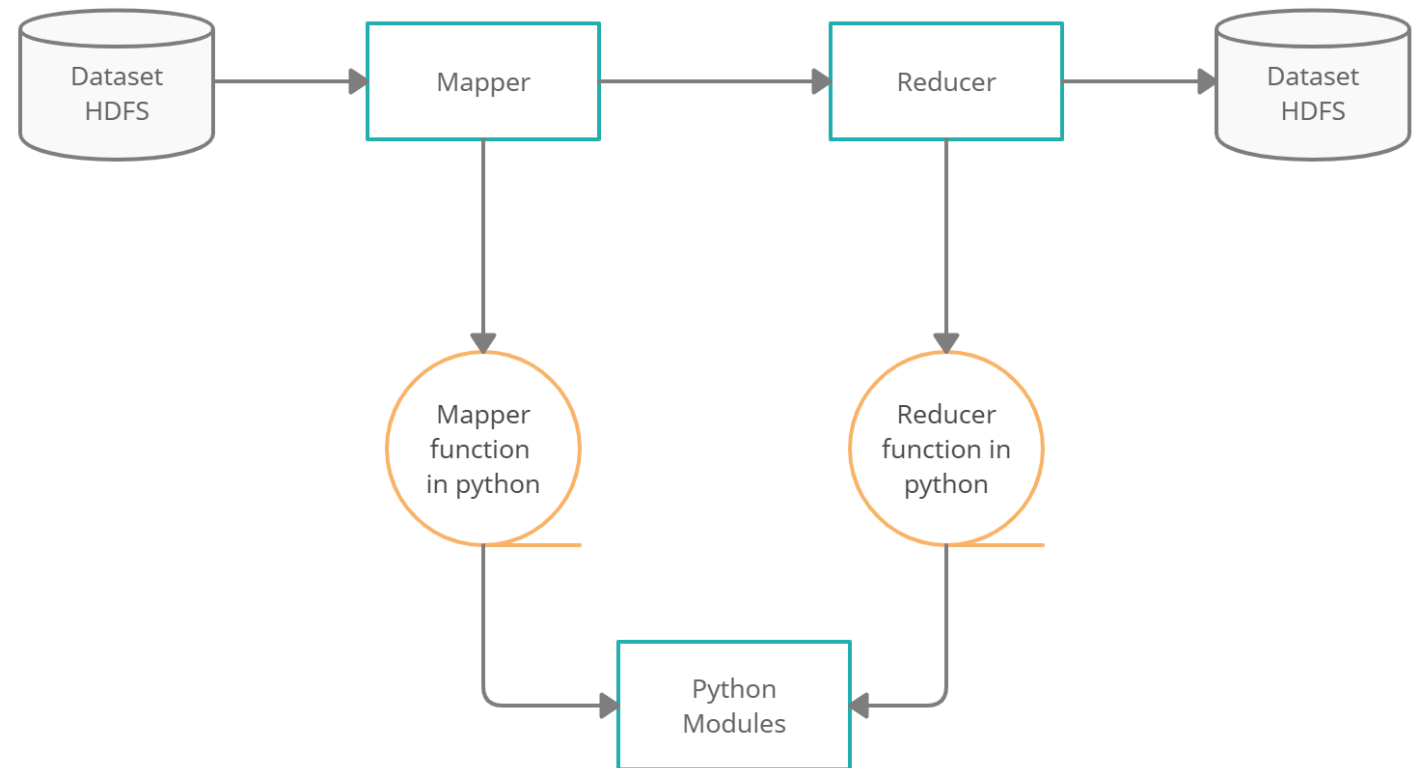 Dataset
HDFS
Mapper
Reducer
Dataset
HDFS
Mapper
function
in python
Reducer
function in
python
Python
Modules